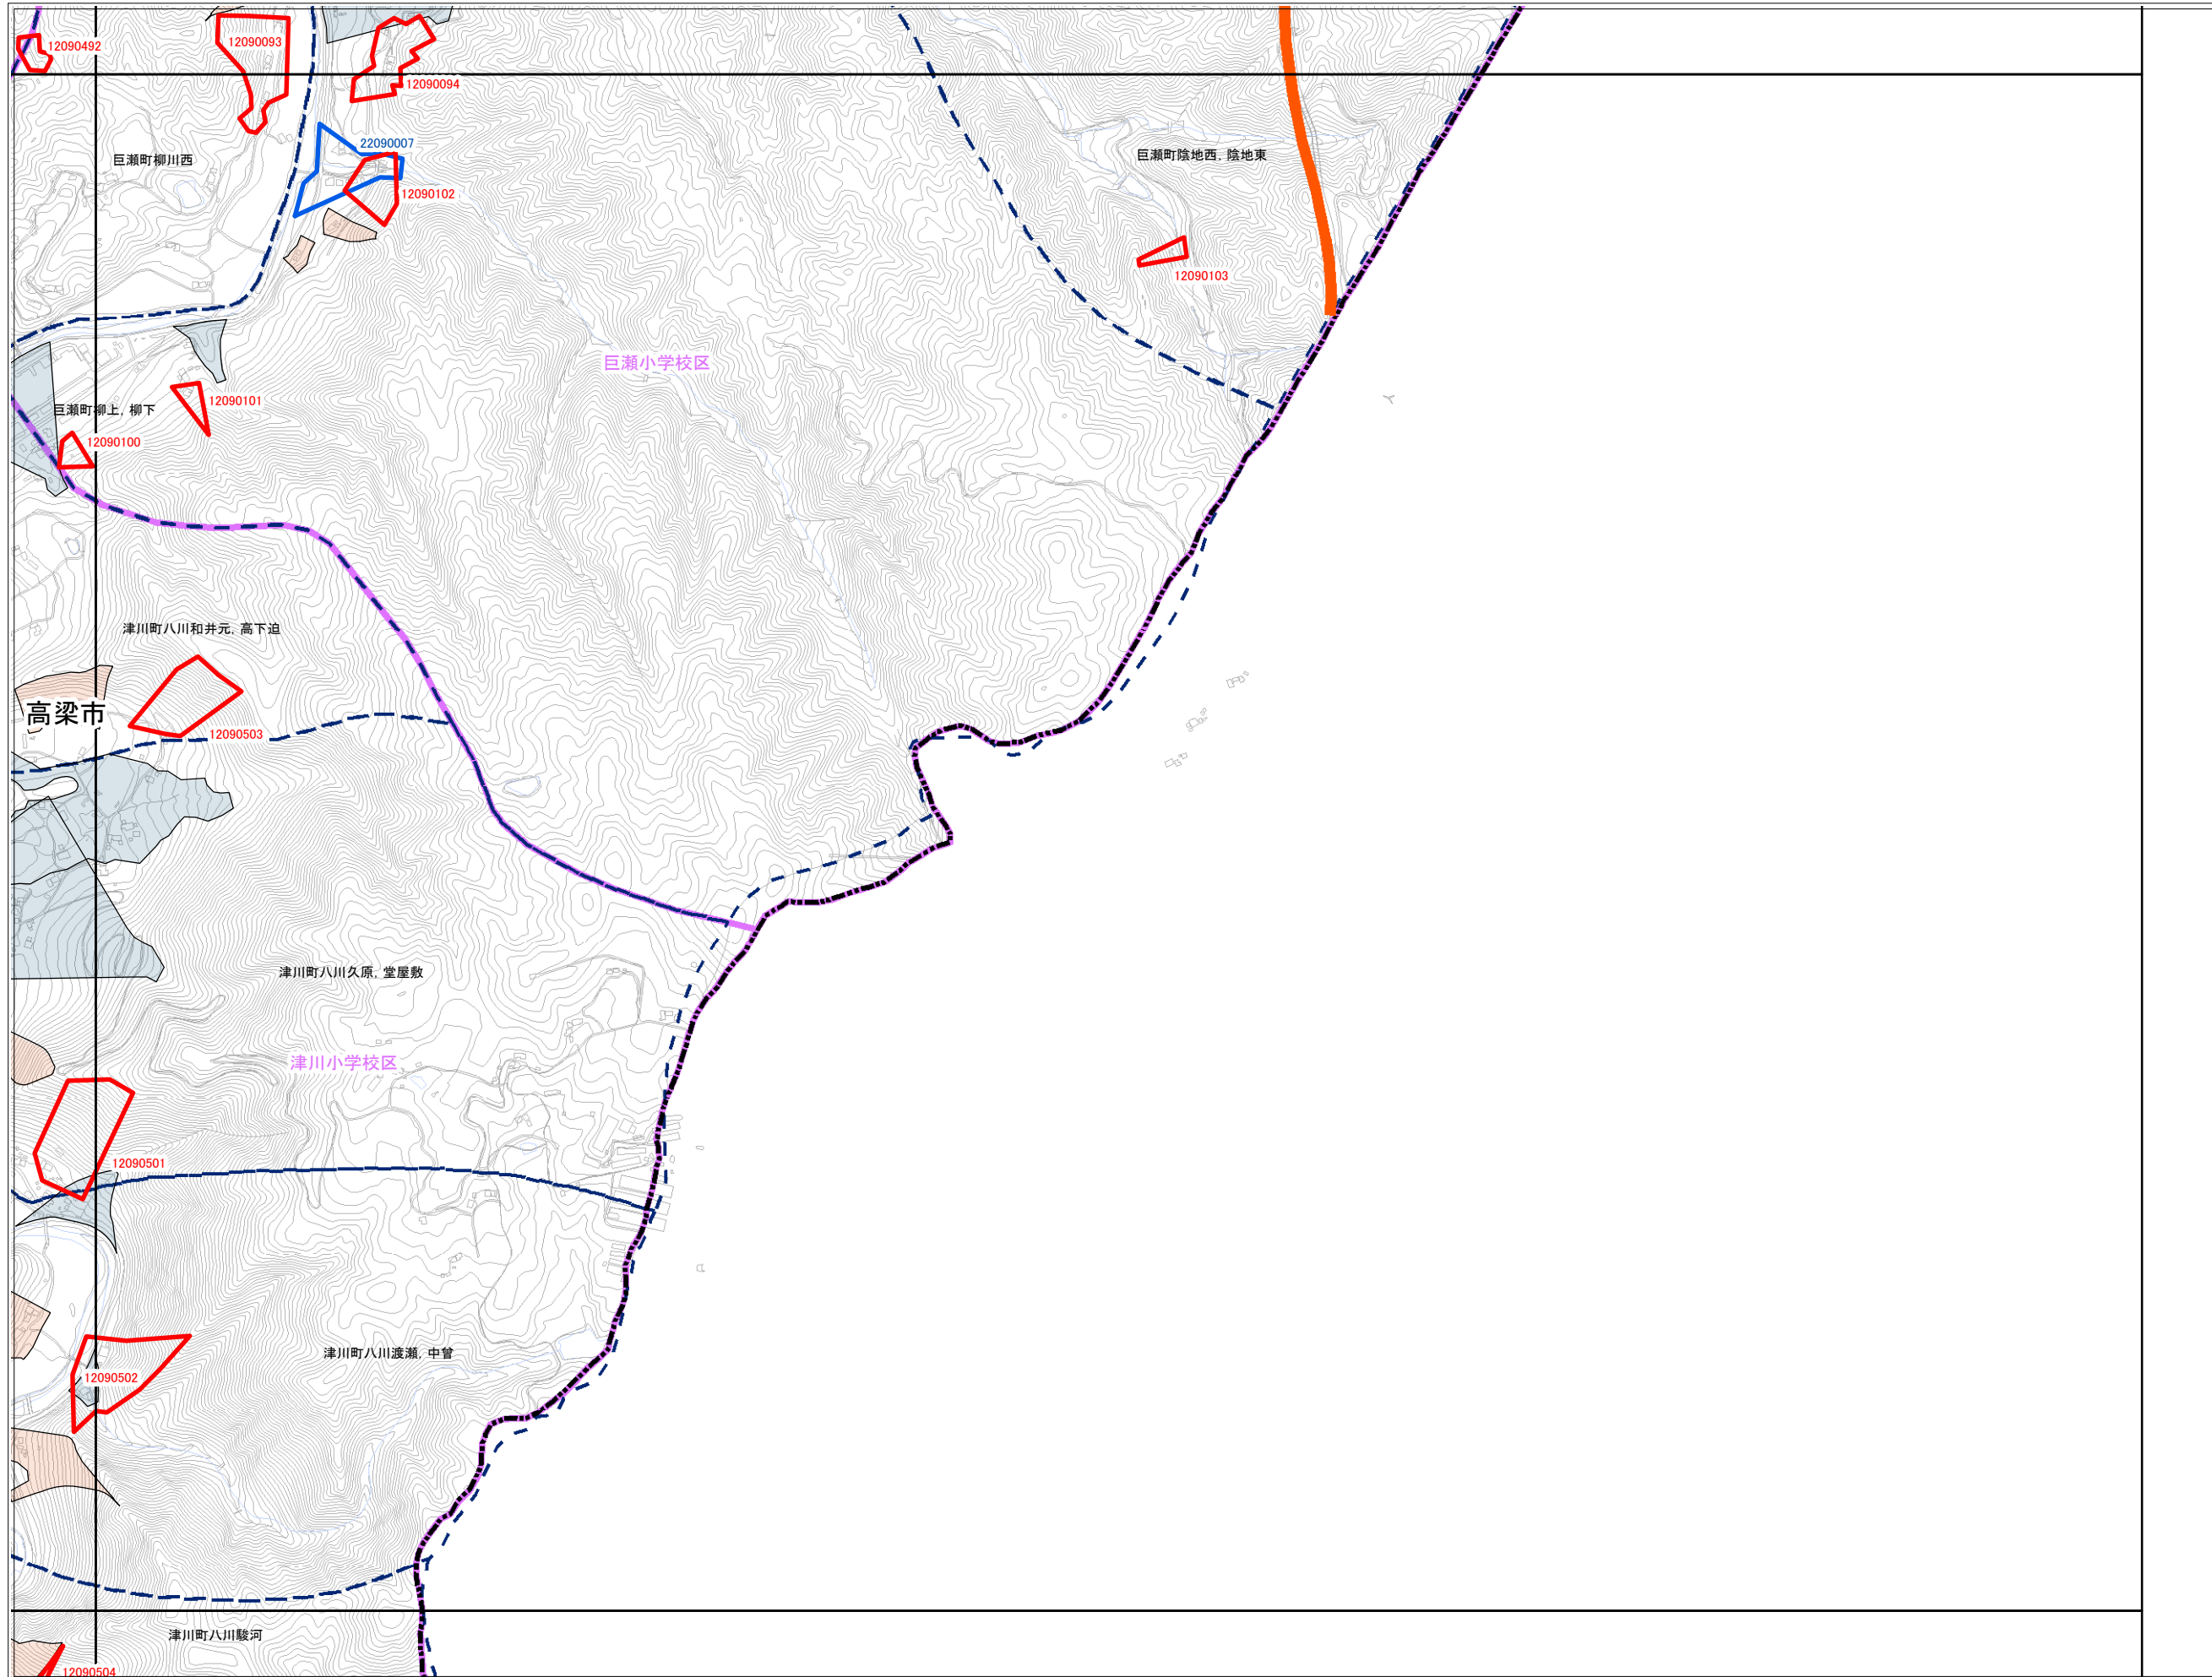 12090492
12090093
12090094
22090007
巨瀬町柳川西
巨瀬町陰地西, 陰地東
12090102
12090103
巨瀬小学校区
12090101
巨瀬町柳上, 柳下
12090100
津川町八川和井元, 高下迫
高梁市
12090503
津川町八川久原, 堂屋敷
津川小学校区
12090501
津川町八川渡瀬, 中曽
12090502
津川町八川駿河
12090504